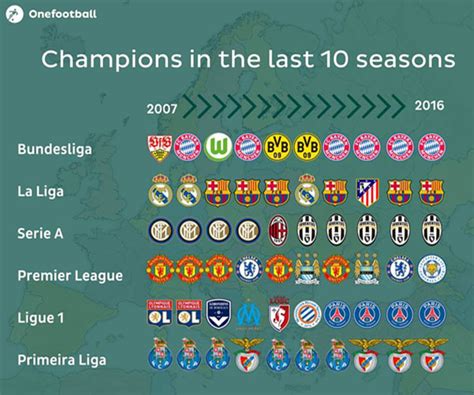 Onefootball
Champions in the last 10 seasons
2007
2016
Bundesliga
La Liga
Serie A
Premier League
Ligue 1
Primeira Liga